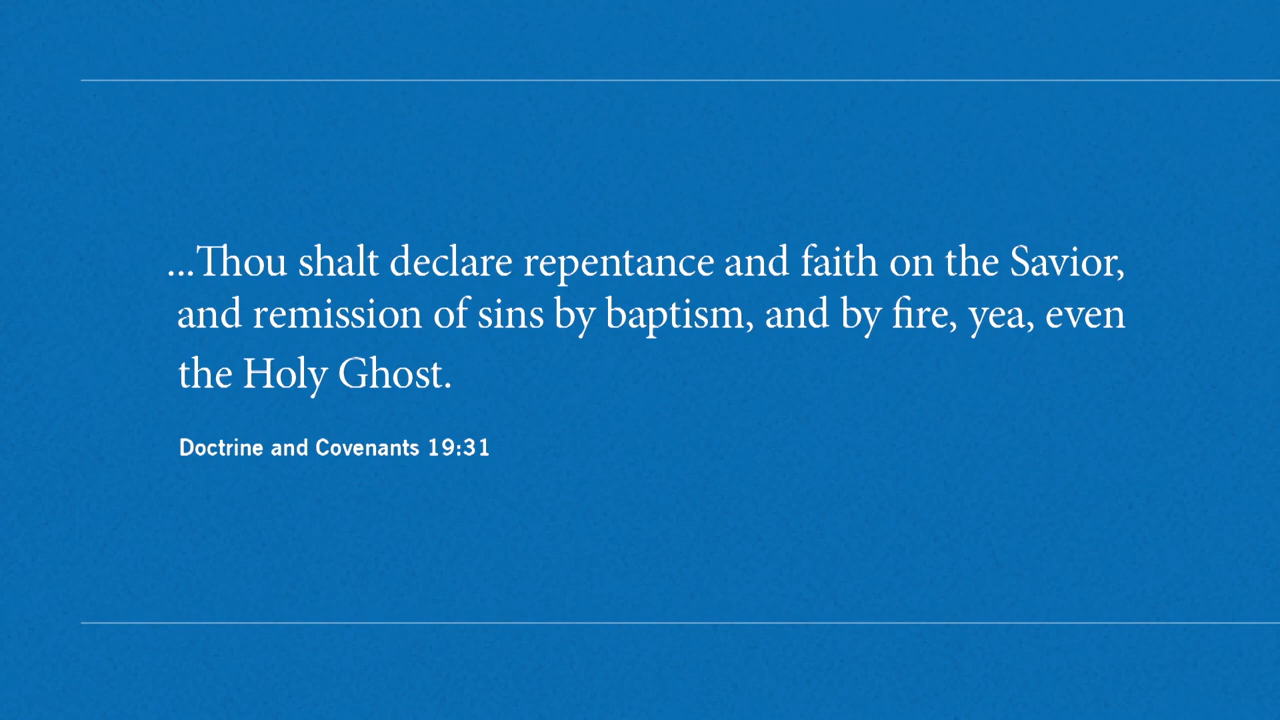 ...Thou shalt declare repentance and faith on the Savior,
and remission of sins by baptism, and by fire, yea, even
the Holy Ghost.
Doctrine and Covenants 19:31